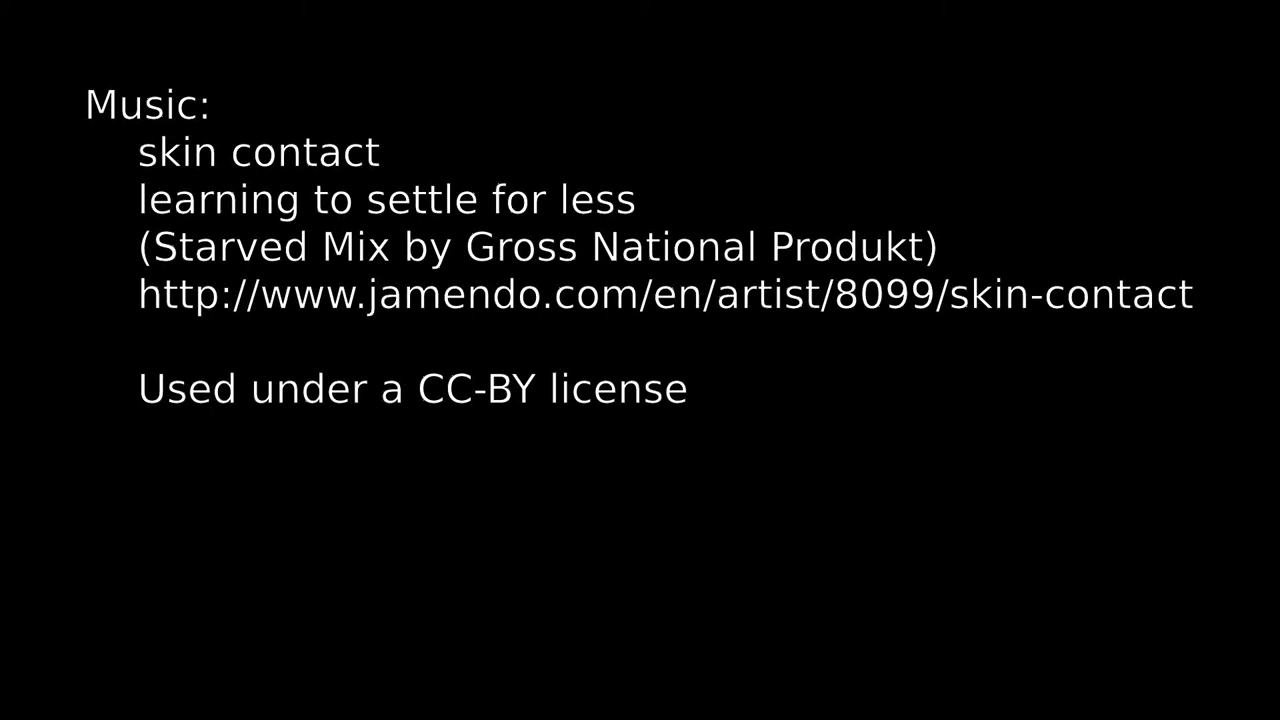 Music:
skin contact
learning to settle for less
(Starved Mix by Gross National Produkt)
http://www.jamendo.com/en/artist/8099/skin-contact
Used under a CC-BY license